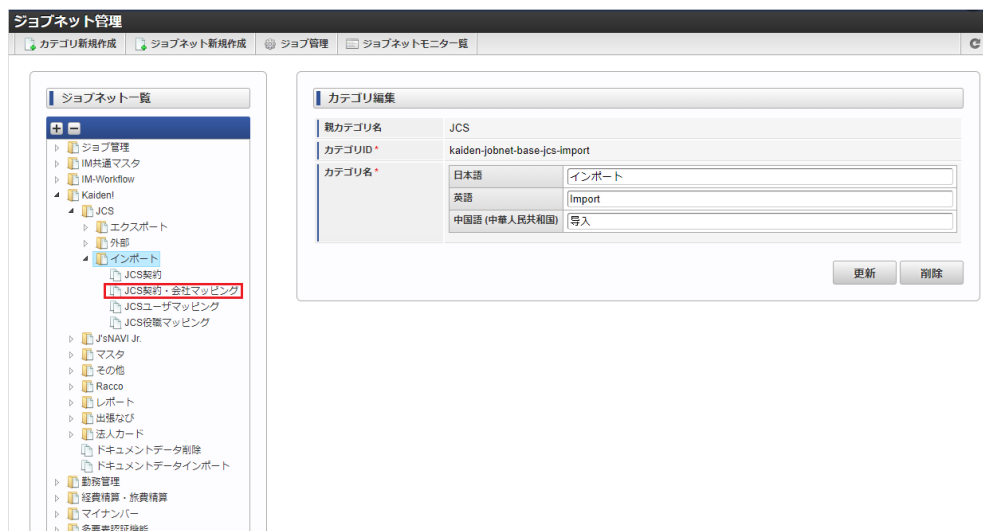 ジョブネット管理
カテゴリ新規作成 ジョブネット新規作成 ジョブ管理 ジョブネットモニター覧
ジョブネット一覧
ジョブ管理
IM共通マスタ
IM-Workflow
Kaiden!
JCS
エクスポート
外部
インポート
JCS契約
JCS契約・会社マッピング
JCSユーザマッピング
JCS役職マッピング
J'sNAVI Jr.
マスタ
その他
Racco
レポート
出張なび
法人カード
ドキュメントデータ削除
ドキュメントデータインポート
勤務管理
経費精算・旅費精算
マイナンバー
多要素認証機能
カテゴリ編集
親カテゴリ名 JCS
カテゴリID* kaiden-jobnet-base-jcs-import
カテゴリ名* 日本語 インポート
英語 Import
中国語 (中華人民共和国) 导入
更新 削除